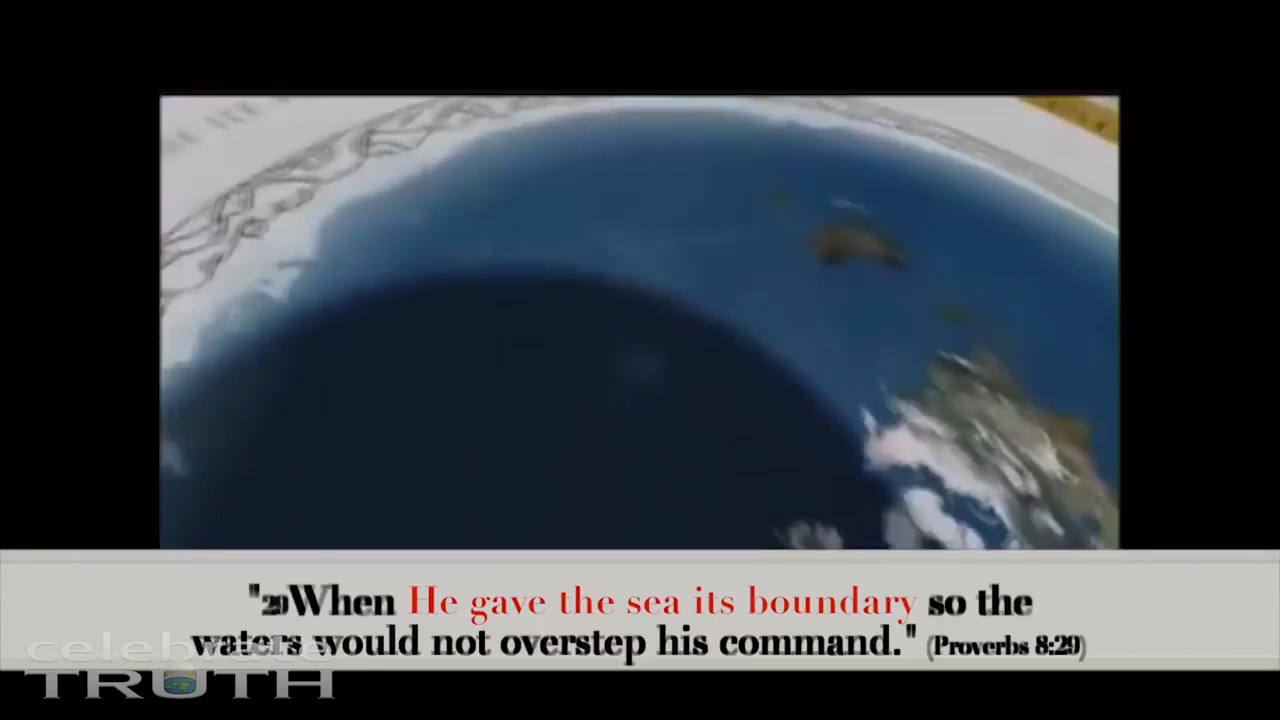 "29When He gave the sea its boundary so the
waters would not overstep his command." (Proverbs 8:29)
celebrate
TRUTH